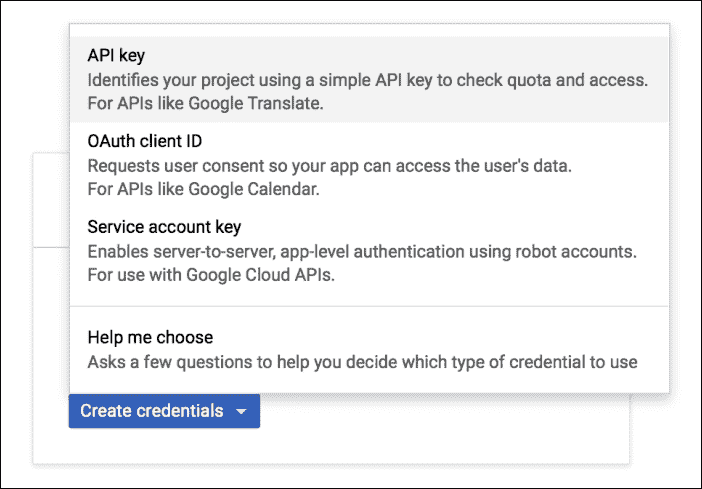 API key
Identifies your project using a simple API key to check quota and access.
For APIs like Google Translate.
OAuth client ID
Requests user consent so your app can access the user's data.
For APIs like Google Calendar.
Service account key
Enables server-to-server, app-level authentication using robot accounts.
For use with Google Cloud APIs.
Help me choose
Asks a few questions to help you decide which type of credential to use
Create credentials